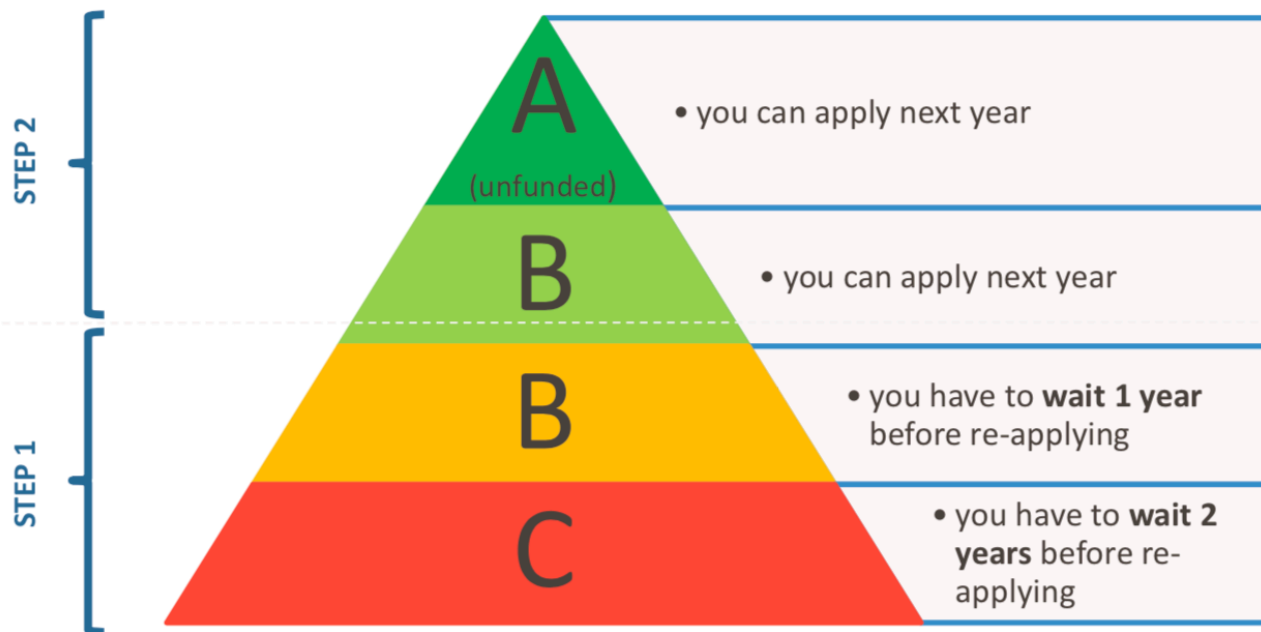 STEP 2
A
(unfunded)
• you can apply next year
B
• you can apply next year
STEP 1
B
• you have to wait 1 year
before re-applying
C
• you have to wait 2
years before re-
applying